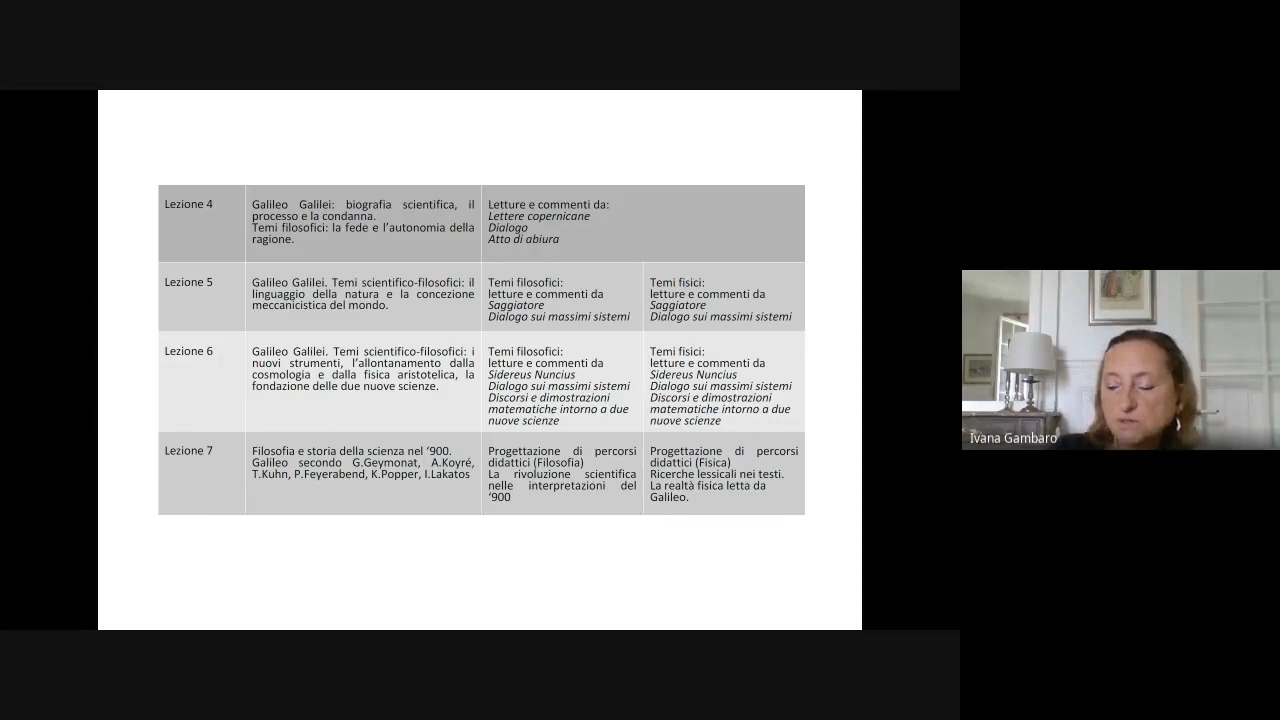 Lezione 4
Galileo Galilei: biografia scientifica, il
processo e la condanna.
Temi filosofici: la fede e l'autonomia della
ragione.
Letture e commenti da:
Lettere copernicane
Dialogo
Atto di abiura
Lezione 5
Galileo Galilei. Temi scientifico-filosofici: il
linguaggio della natura e la concezione
meccanicistica del mondo.
Temi filosofici:
letture e commenti da
Saggiatore
Dialogo sui massimi sistemi
Temi fisici:
letture e commenti da
Saggiatore
Dialogo sui massimi sistemi
Lezione 6
Galileo Galilei. Temi scientifico-filosofici: i
nuovi strumenti, l'allontanamento dalla
cosmologia e dalla fisica aristotelica, la
fondazione delle due nuove scienze.
Temi filosofici:
letture e commenti da
Sidereus Nuncius
Dialogo sui massimi sistemi
Discorsi e dimostrazioni
matematiche intorno a due
nuove scienze
Temi fisici:
letture e commenti da
Sidereus Nuncius
Dialogo sui massimi sistemi
Discorsi e dimostrazioni
matematiche intorno a due
nuove scienze
Lezione 7
Filosofia e storia della scienza nel '900.
Galileo secondo G.Geymonat, A.Koyré,
T.Kuhn, P.Feyerabend, K.Popper, I.Lakatos
Progettazione di percorsi
didattici (Filosofia)
La rivoluzione scientifica
nelle interpretazioni del
'900
Progettazione di percorsi
didattici (Fisica)
Ricerche lessicali nei testi.
La realtà fisica letta da
Galileo.
Ivana Gambaro